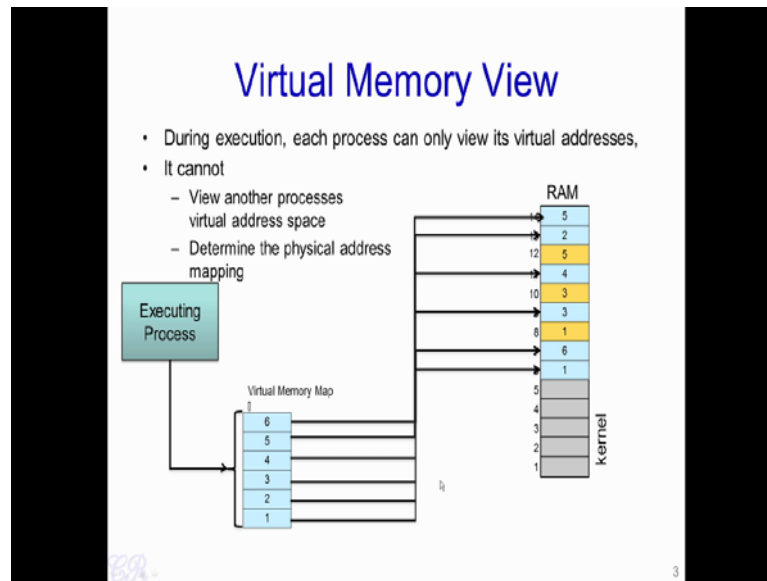 Virtual Memory View
• During execution, each process can only view its virtual addresses,
• It cannot
– View another processes
virtual address space
– Determine the physical address
mapping
RAM
5
2
12 5
4
10 3
3
8 1
6
1
5
4
3
2
1
kernel
Executing
Process
Virtual Memory Map
6
5
4
3
2
1
3